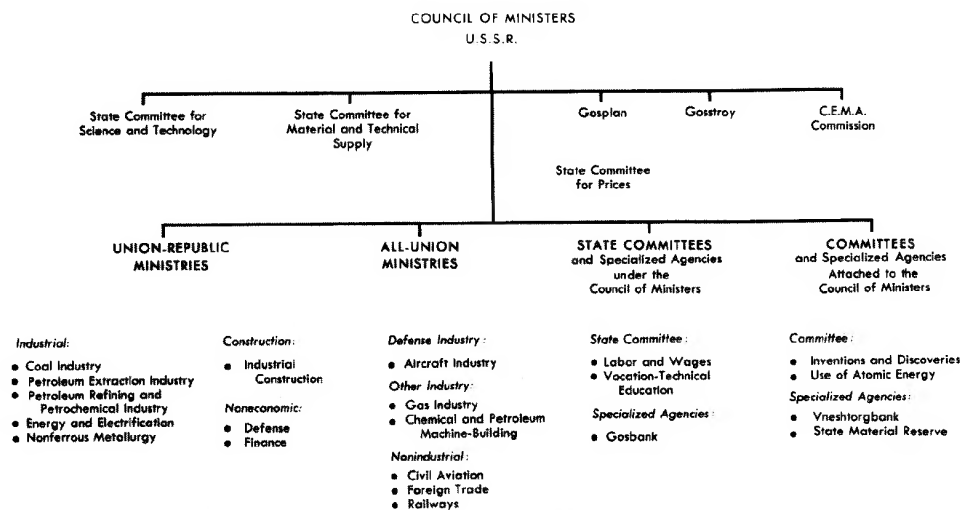 COUNCIL OF MINISTERS
U.S.S.R.
State Committee for
Science and Technology
State Committee for
Material and Technical
Supply
Gosplan
Gosstroy
C.E.M.A.
Commission
State Committee
for Prices
UNION-REPUBLIC
MINISTRIES
ALL-UNION
MINISTRIES
STATE COMMITTEES
and Specialized Agencies
under the
Council of Ministers
COMMITTEES
and Specialized Agencies
Attached to the
Council of Ministers
Industrial:
• Coal Industry
• Petroleum Extraction Industry
• Petroleum Refining and
Petrochemical Industry
• Energy and Electrification
• Nonferrous Metallurgy
Construction:
• Industrial
Construction
Noneconomic:
• Defense
• Finance
Defense Industry:
• Aircraft Industry
Other Industry:
• Gas Industry
• Chemical and Petroleum
Machine-Building
Nonindustrial:
• Civil Aviation
• Foreign Trade
• Railways
State Committee:
• Labor and Wages
• Vocation-Technical
Education
Specialized Agencies:
• Gosbank
Committee:
• Inventions and Discoveries
• Use of Atomic Energy
Specialized Agencies:
• Vneshtorgbank
• State Material Reserve